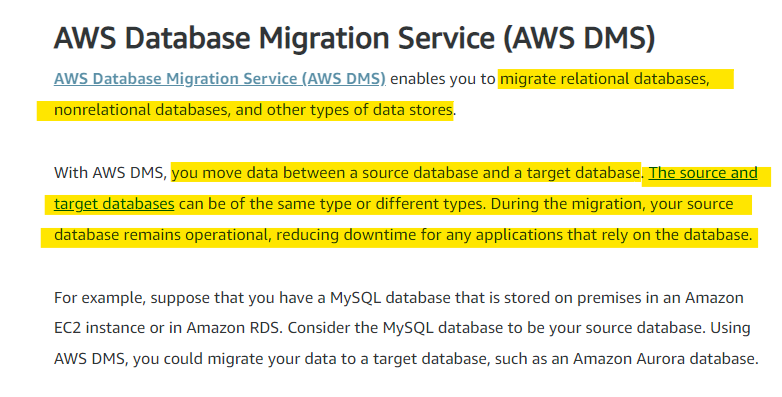 AWS Database Migration Service (AWS DMS)
AWS Database Migration Service (AWS DMS) enables you to migrate relational databases,
nonrelational databases, and other types of data stores.
With AWS DMS, you move data between a source database and a target database. The source and
target databases can be of the same type or different types. During the migration, your source
database remains operational, reducing downtime for any applications that rely on the database.
For example, suppose that you have a MySQL database that is stored on premises in an Amazon
EC2 instance or in Amazon RDS. Consider the MySQL database to be your source database. Using
AWS DMS, you could migrate your data to a target database, such as an Amazon Aurora database.